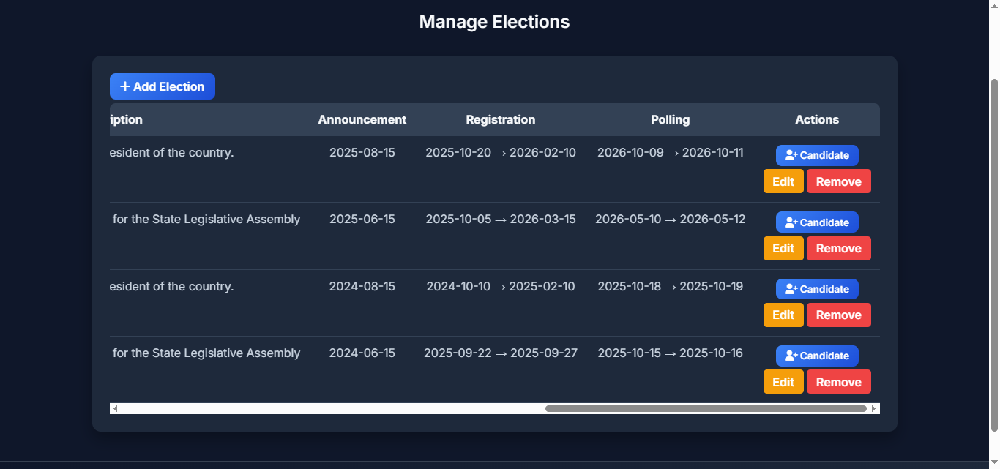 Manage Elections
+ Add Election
iption Announcement Registration Polling Actions
esident of the country. 2025-08-15 2025-10-20 → 2026-02-10 2026-10-09 → 2026-10-11 Candidate
Edit Remove
for the State Legislative Assembly 2025-06-15 2025-10-05 → 2026-03-15 2026-05-10 → 2026-05-12 Candidate
Edit Remove
esident of the country. 2024-08-15 2024-10-10 → 2025-02-10 2025-10-18 → 2025-10-19 Candidate
Edit Remove
for the State Legislative Assembly 2024-06-15 2025-09-22 → 2025-09-27 2025-10-15 → 2025-10-16 Candidate
Edit Remove